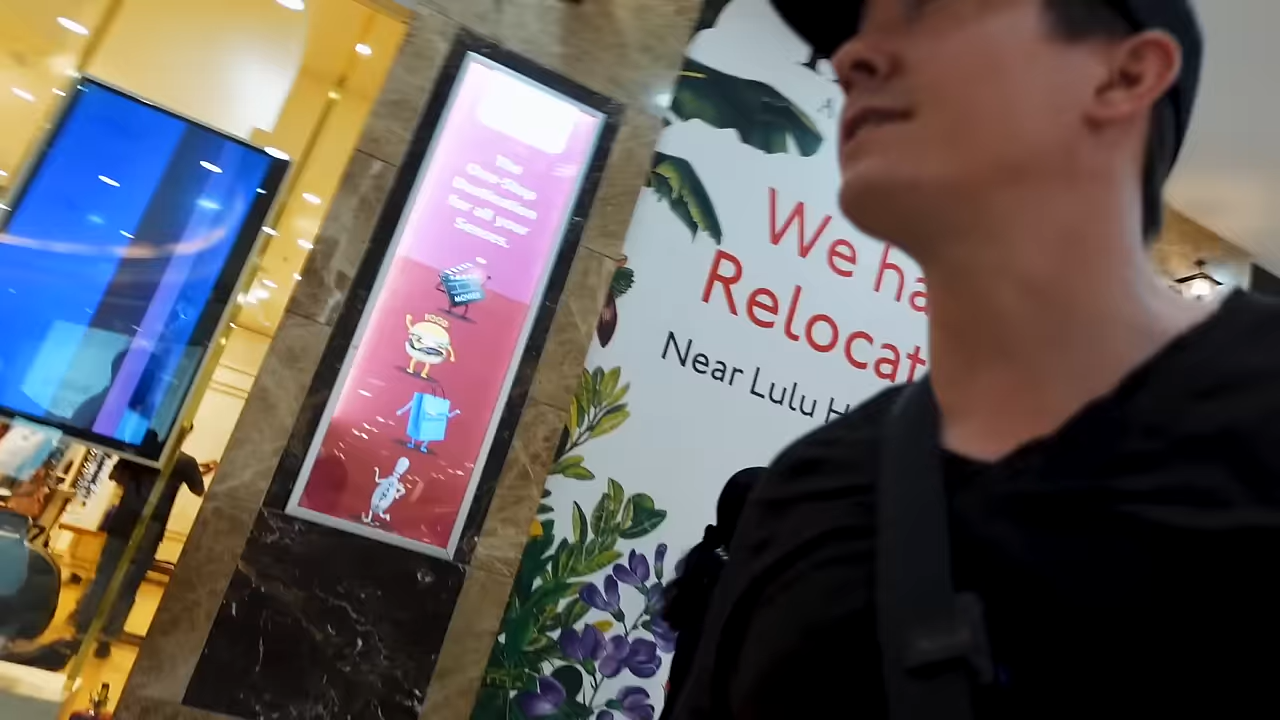 The
One-Stop
Destination
for all your
Senses.
MOVIES
FOOD
A
We ha
Relocat
Near Lulu H